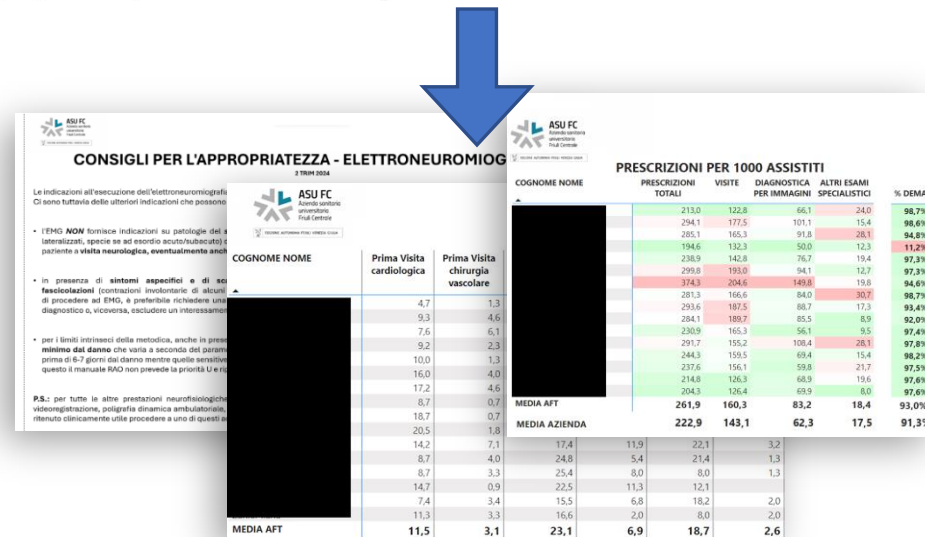 ASU FC
Azienda sanitaria
universitaria
Friuli Centrale
CONSIGLI PER L'APPROPRIATEZZA - ELETTRONEUROMIOG
2 TRIM 2024
Le indicazioni all'esecuzione dell'elettroneuromiografia
Ci sono tuttavia delle ulteriori indicazioni che possono
• l'EMG NON fornisce indicazioni su patologie del
lateralizzati, specie se ad esordio acuto/subacuto)
paziente a visita neurologica, eventualmente anch
• in presenza di sintomi aspecifici e di
fascicolazioni (contrazioni involontarie di alcuni
di procedere ad EMG, è preferibile richiedere una
diagnostico o, viceversa, escludere un interessamen
• per i limiti intrinseci della metodica, anche in
minimo dal danno che varia a seconda del
prima di 6-7 giorni dal danno mentre quelle sensitive
questo il manuale RAO non prevede la priorità U e
P.S.: per tutte le altre prestazioni neurofisiologiche
videoregistrazione, poligrafia dinamica ambulatoriale,
ritenuto clinicamente utile procedere a uno di questi
ASU FC
Azienda sanitaria
universitaria
Friuli Centrale
REGIONE AUTONOMA FRIULI VENEZIA GIULIA
COGNOME NOME Prima Visita cardiologica Prima Visita chirurgia vascolare
4,7 1,3
9,3 4,6
7,6 6,1
9,2 2,3
10,0 1,3
16,0 4,0
17,2 4,6
8,7 0,7
18,7 0,7
20,5 1,8
14,2 7,1 17,4 11,9 22,1 3,2
8,7 4,0 24,8 5,4 21,4 1,3
8,7 3,3 25,4 8,0 8,0 1,3
14,7 0,9 22,5 11,3 12,1
7,4 3,4 15,5 6,8 18,2 2,0
11,3 3,3 16,6 2,0 8,0 2,0
MEDIA AFT 11,5 3,1 23,1 6,9 18,7 2,6
ASU FC
Azienda sanitaria
universitaria
Friuli Centrale
REGIONE AUTONOMA FRIULI VENEZIA GIULIA
PRESCRIZIONI PER 1000 ASSISTITI
COGNOME NOME PRESCRIZIONI TOTALI VISITE DIAGNOSTICA PER IMMAGINI ALTRI ESAMI SPECIALISTICI % DEMA
213,0 122,8 66,1 24,0 98,7%
294,1 177,5 101,1 15,4 98,6%
285,1 165,3 91,8 28,1 94,8%
194,6 132,3 50,0 12,3 11,2%
238,9 142,8 76,7 19,4 97,3%
299,8 193,0 94,1 12,7 97,3%
374,3 204,6 149,8 19,8 94,6%
281,3 166,6 84,0 30,7 98,7%
293,6 187,5 88,7 17,3 93,4%
284,1 189,7 85,5 8,9 92,0%
230,9 165,3 56,1 9,5 97,4%
291,7 155,2 108,4 28,1 97,8%
244,3 159,5 69,4 15,4 98,2%
237,6 156,1 59,8 21,7 97,5%
214,8 126,3 68,9 19,6 97,6%
204,3 126,4 69,9 8,0 97,6%
MEDIA AFT 261,9 160,3 83,2 18,4 93,0%
MEDIA AZIENDA 222,9 143,1 62,3 17,5 91,3%